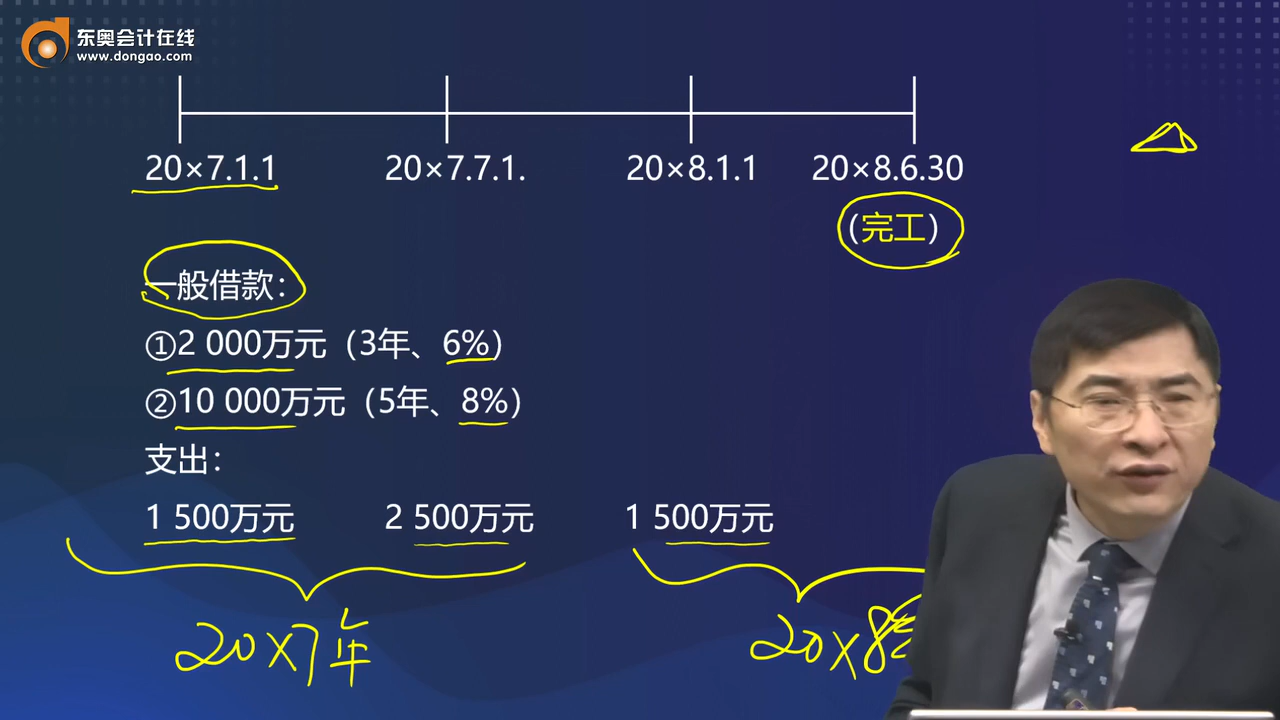 东奥会计在线
www.dongao.com
20×7.1.1 20×7.7.1. 20×8.1.1 20×8.6.30
(完工)
一般借款：
①2 000万元（3年、6%）
②10 000万元（5年、8%）
支出：
1 500万元 2 500万元 1 500万元
20×7年 20×8